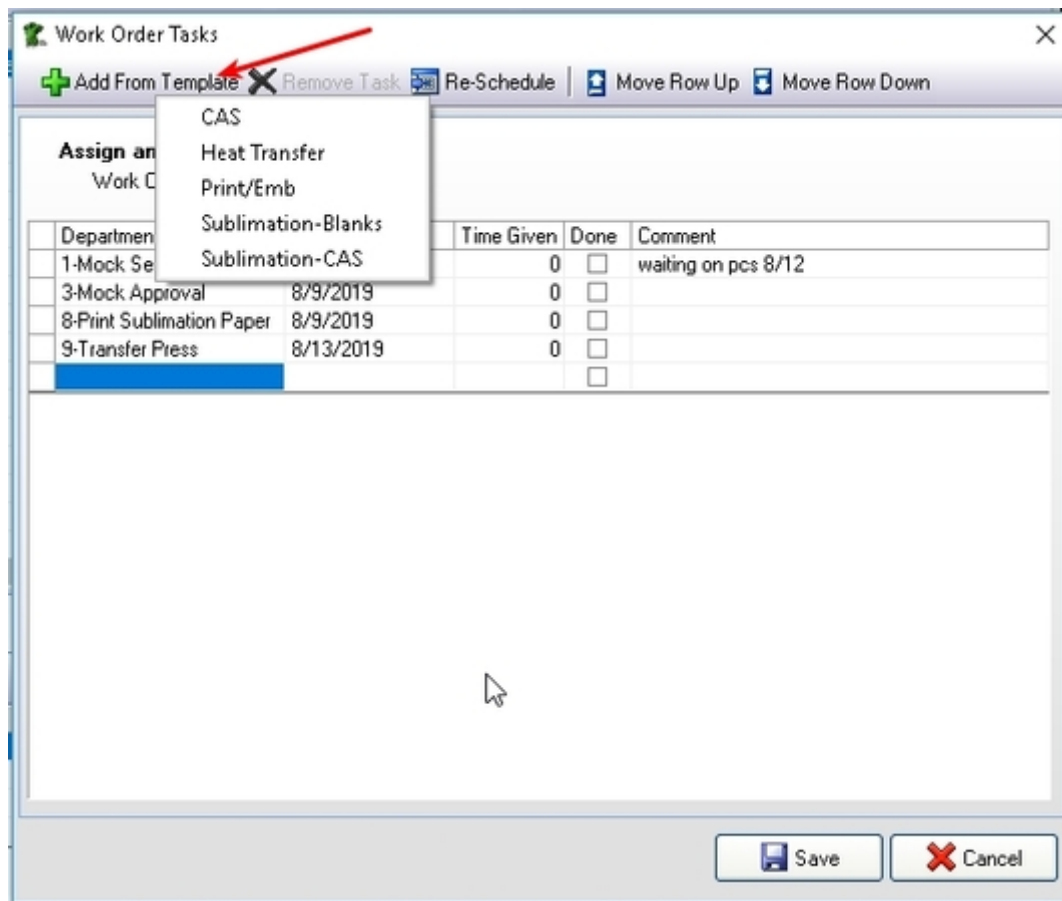 Work Order Tasks
Add From Template Remove Task Re-Schedule Move Row Up Move Row Down
CAS
Heat Transfer
Print/Emb
Sublimation-Blanks
Sublimation-CAS
Assign an
Work
Departmen Time Given Done Comment
1-Mock Se 0 waiting on pcs 8/12
3-Mock Approval 8/9/2019 0
8-Print Sublimation Paper 8/9/2019 0
9-Transfer Press 8/13/2019 0
Save Cancel